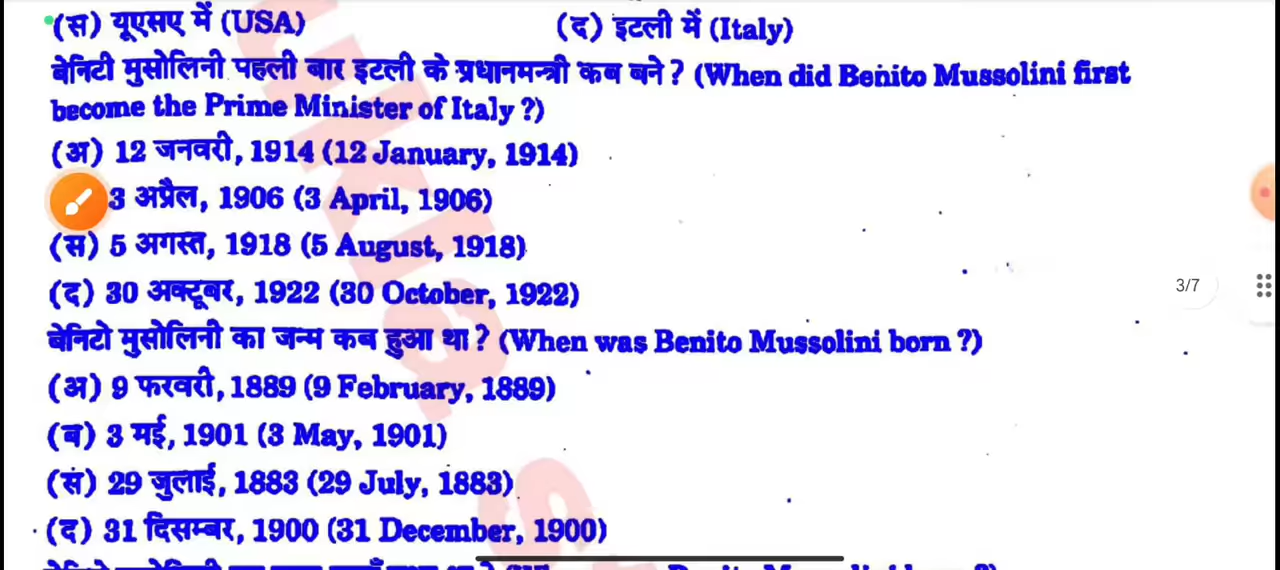 (स) यूएसए में (USA) (द) इटली में (Italy)
बेनिटी मुसोलिनी पहली बार इटली के प्रधानमन्त्री कब बने ? (When did Benito Mussolini first
become the Prime Minister of Italy ?)
(अ) 12 जनवरी, 1914 (12 January, 1914)
3 अप्रैल, 1906 (3 April, 1906)
(स) 5 अगस्त, 1918 (5 August, 1918)
(द) 30 अक्टूबर, 1922 (30 October, 1922)
3/7
बेनिटो मुसोलिनी का जन्म कब हुआ था ? (When was Benito Mussolini born ?)
(अ) 9 फरवरी, 1889 (9 February, 1889)
(ब) 3 मई, 1901 (3 May, 1901)
(सं) 29 जुलाई, 1883 (29 July, 1883)
(द) 31 दिसम्बर, 1900 (31 December, 1900)